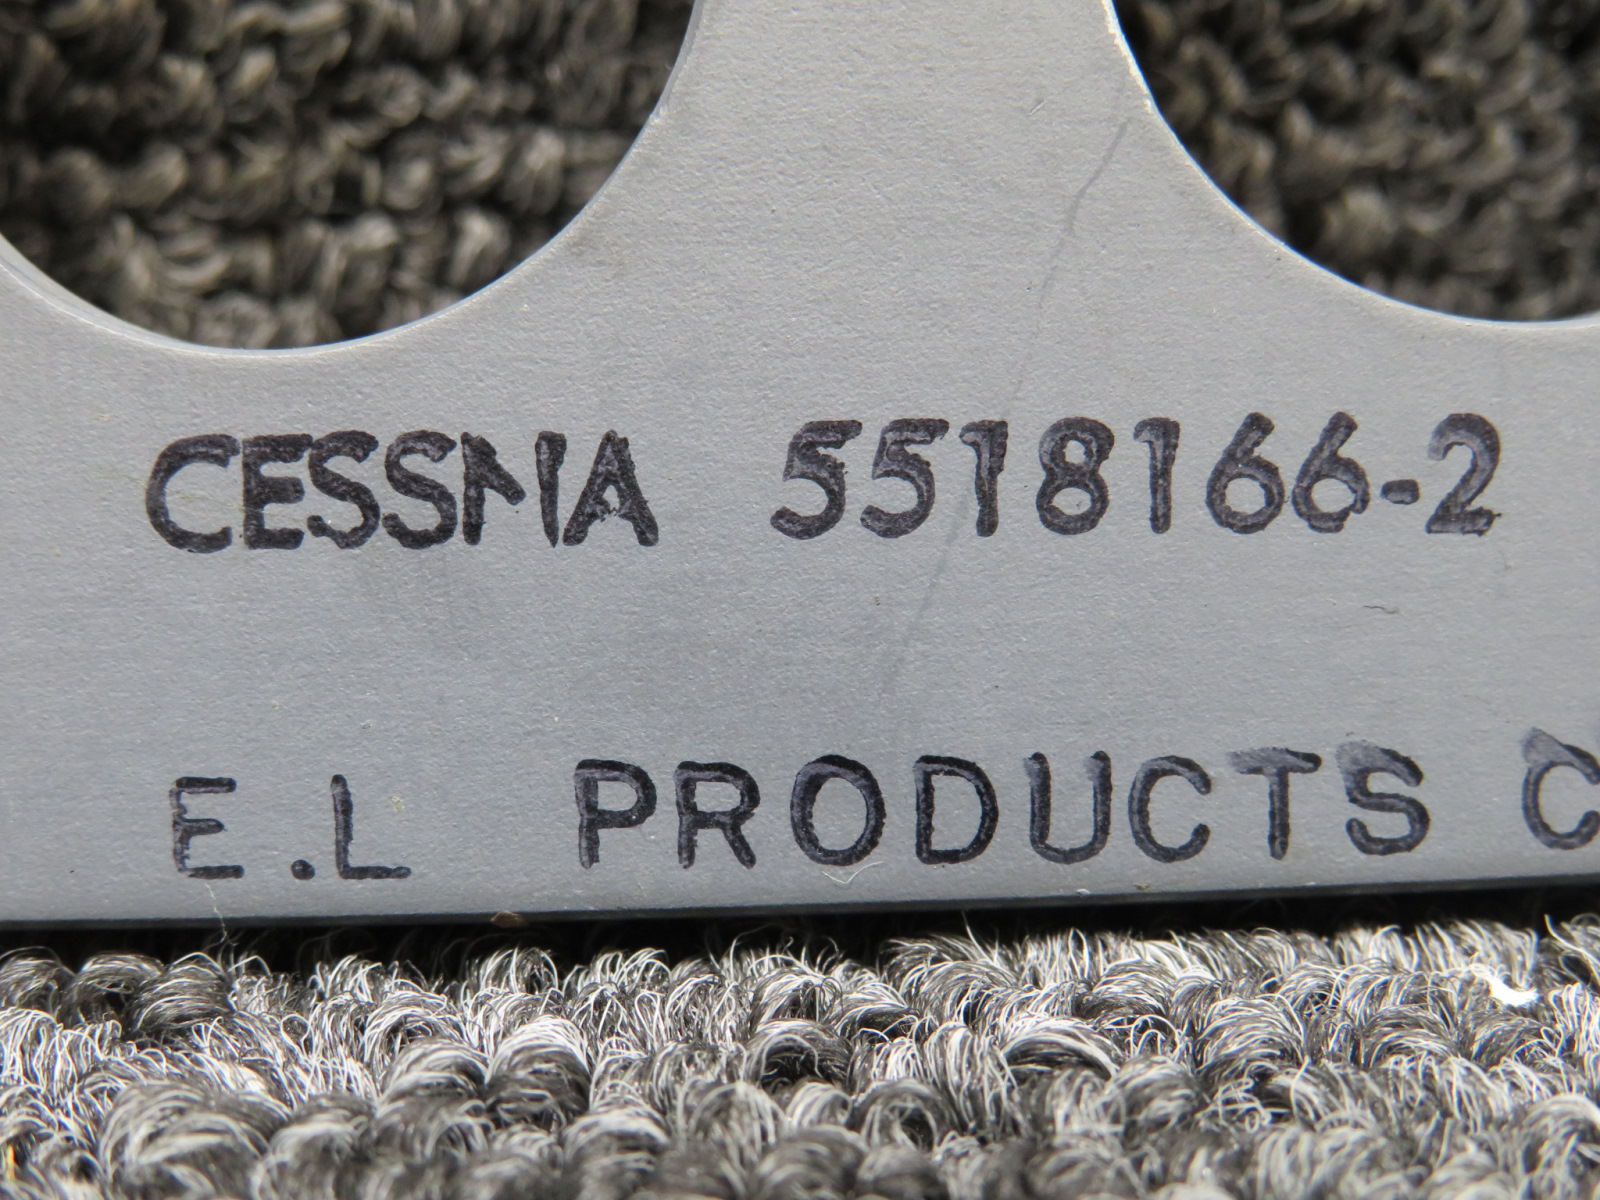 CESSNA 5518166-2
E.L PRODUCTS C